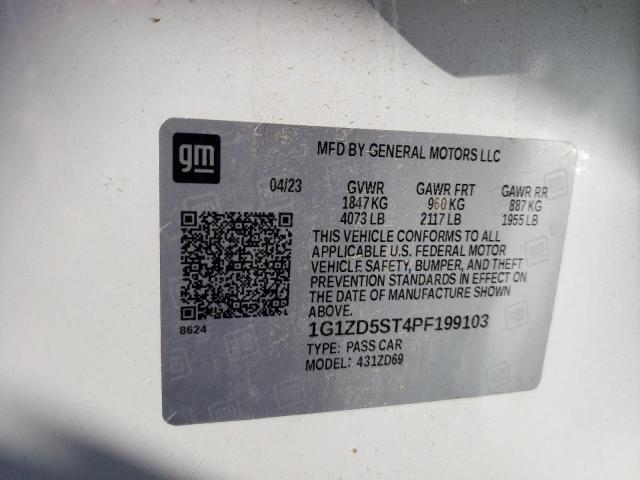 gm
MFD BY GENERAL MOTORS LLC
04/23 GVWR GAWR FRT GAWR RR
1847 KG 960 KG 887 KG
4073 LB 2117 LB 1955 LB
THIS VEHICLE CONFORMS TO ALL
APPLICABLE U.S. FEDERAL MOTOR
VEHICLE SAFETY, BUMPER, AND THEFT
PREVENTION STANDARDS IN EFFECT ON
THE DATE OF MANUFACTURE SHOWN
ABOVE.
8624
1G1ZD5ST4PF199103
TYPE: PASS CAR
MODEL: 431ZD69